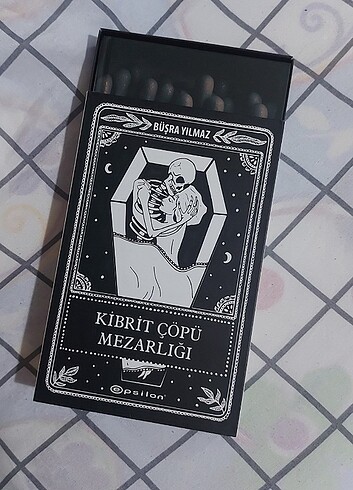 BÜŞRA YILMAZ
KİBRİT ÇÖPÜ
MEZARLIĞI
epsilon